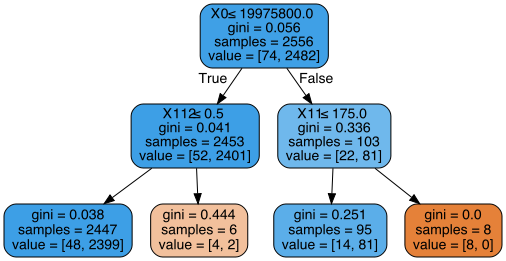 X0≤ 19975800.0
gini = 0.056
samples = 2556
value = [74, 2482]
True
False
X112≤ 0.5
gini = 0.041
samples = 2453
value = [52, 2401]
X11≤ 175.0
gini = 0.336
samples = 103
value = [22, 81]
gini = 0.038
samples = 2447
value = [48, 2399]
gini = 0.444
samples = 6
value = [4, 2]
gini = 0.251
samples = 95
value = [14, 81]
gini = 0.0
samples = 8
value = [8, 0]